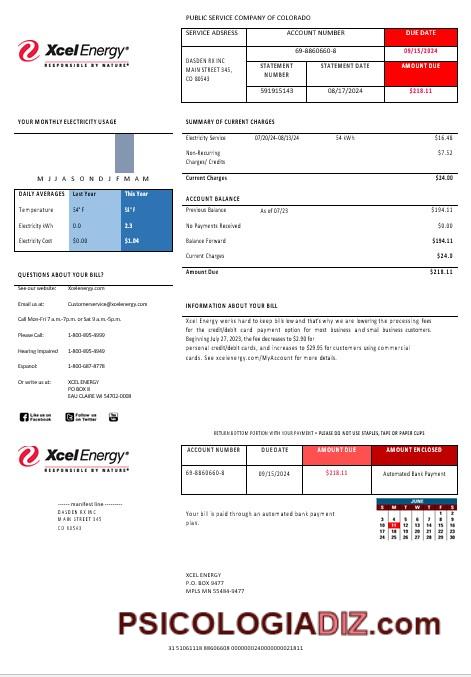 PUBLIC SERVICE COMPANY OF COLORADO
XcelEnergy®
RESPONSIBLE BY NATURE®
SERVICE ADSRESS
ACCOUNT NUMBER
DUE DATE
DASDEN RX INC
MAIN STREET 345,
CO 80543
69-8860660-8
09/15/2024
STATEMENT NUMBER
STATEMENT DATE
AMOUNT DUE
591915143
08/17/2024
$218.11
YOUR MONTHLY ELECTRICITY USAGE
M J J A S O N D J F M A M
DAILY AVERAGES Last Year This Year
Temperature 54° F 51° F
Electricity kWh 0.0 2.3
Electricity Cost $0.00 $1.04
QUESTIONS ABOUT YOUR BILL?
See our website: Xcelenergy.com
Email us at: Customerservice@xcelenergy.com
Call Mon-Fri 7 a.m.-7p.m. or Sat 9 a.m.-5p.m.
Please Call: 1-800-895-4999
Hearing Impaired 1-800-895-4949
Espanol: 1-800-687-8778
Or write us at: XCEL ENERGY
PO BOX 8
EAU CLAIRE WI 54702-0008
Like us on Facebook
Follow us on Twitter
You Tube
SUMMARY OF CURRENT CHARGES
Electricity Service 07/20/24-08/13/24 54 kWh $16.48
Non-Recurring $7.52
Charges/ Credits
Current Charges $24.00
ACCOUNT BALANCE
Previous Balance As of 07/23 $194.11
No Payments Received $0.00
Balance Forward $194.11
Current Charges $24.0
Amount Due $218.11
INFORMATION ABOUT YOUR BILL
Xcel Energy works hard to keep bills low and that's why we are lowering the processing fees
for the credit/debit card payment option for most business and small business customers.
Beginning July 27, 2023, the fee decreases to $2.90 for
personal credit/debit cards, and increases to $29.95 for customers using commercial
cards. See xcelenergy.com/MyAccount for more details.
RETURN BOTTOM PORTION WITH YOUR PAYMENT • PLEASE DO NOT USE STAPLES, TAPE OR PAPER CLIPS
XcelEnergy®
RESPONSIBLE BY NATURE®
ACCOUNT NUMBER DUE DATE AMOUNT DUE AMOUNT ENCLOSED
69-8860660-8 09/15/2024 $218.11 Automated Bank Payment
------ manifest line ---------
DASDEN RX INC
MAIN STREET 345
CO 80543
Your bill is paid through an automated bank payment
plan.
JUNE
S M T W T F S
1 2
3 4 5 6 7 8 9
10 11 12 13 14 15 16
17 18 19 20 21 22 23
24 25 26 27 28 29 30
XCEL ENERGY
P.O. BOX 9477
MPLS MN 55484-9477
PSICOLOGIADIZ.com